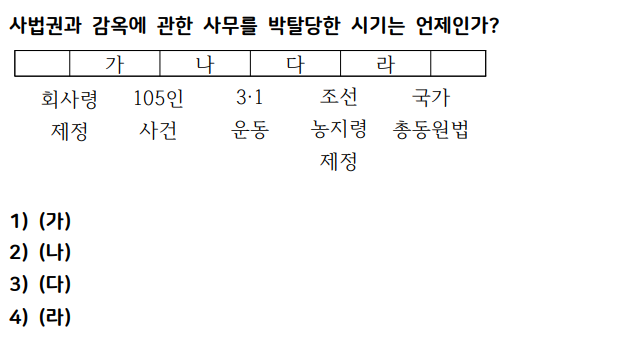 사법권과 감옥에 관한 사무를 박탈당한 시기는 언제인가?
가 나 다 라
회사령 105인 3·1 조선 국가
제정 사건 운동 농지령 총동원법
제정
1) (가)
2) (나)
3) (다)
4) (라)